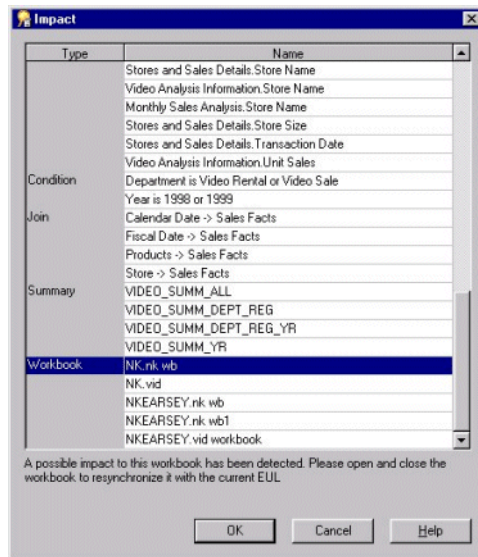 Impact
Type Name
Stores and Sales Details.Store Name
Video Analysis Information.Store Name
Monthly Sales Analysis.Store Name
Stores and Sales Details.Store Size
Stores and Sales Details.Transaction Date
Video Analysis Information.Unit Sales
Condition Department is Video Rental or Video Sale
Year is 1998 or 1999
Join Calendar Date -> Sales Facts
Fiscal Date -> Sales Facts
Products -> Sales Facts
Store -> Sales Facts
Summary VIDEO_SUMM_ALL
VIDEO_SUMM_DEPT_REG
VIDEO_SUMM_DEPT_REG_YR
VIDEO_SUMM_YR
Workbook NK.nk wb
NK.vid
NKEARSEY.nk wb
NKEARSEY.nk wb1
NKEARSEY.vid workbook
A possible impact to this workbook has been detected. Please open and close the
workbook to resynchronize it with the current EUL
OK Cancel Help